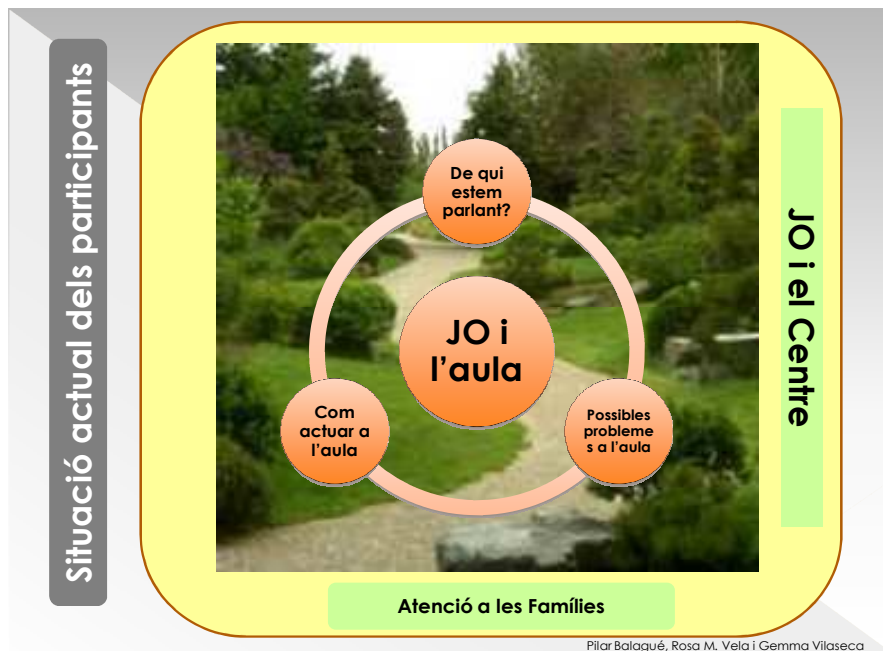 Situació actual dels participants
De qui
estem
parlant?
JO i
l’aula
Com
actuar a
l’aula
Possibles
probleme
s a l’aula
JO i el Centre
Atenció a les Famílies
Pilar Balagué, Rosa M. Vela i Gemma Vilaseca